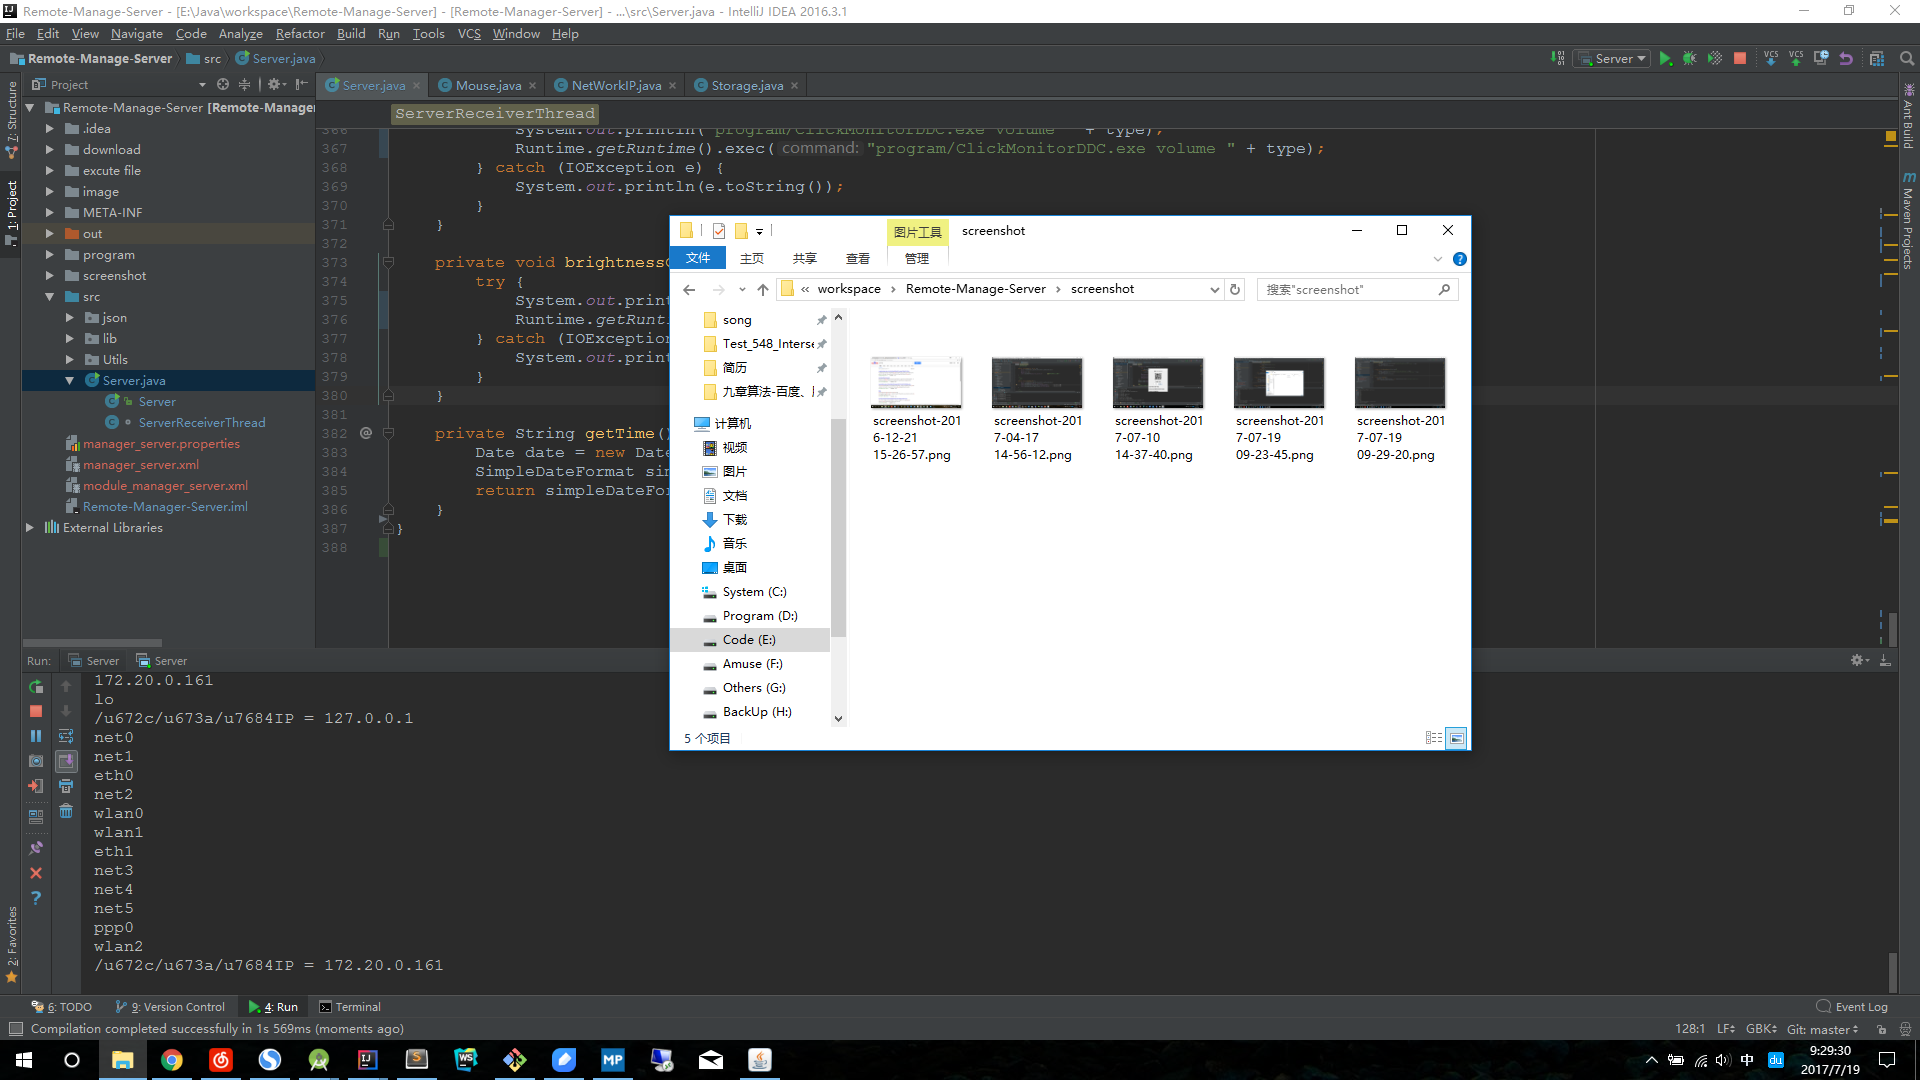 Remote-Manage-Server - [E:\Java\workspace\Remote-Manage-Server] - [Remote-Manager-Server] - ...\src\Server.java - IntelliJ IDEA 2016.3.1
File Edit View Navigate Code Analyze Refactor Build Run Tools VCS Window Help
Remote-Manage-Server src Server.java
Server
Project
Server.java Mouse.java NetWorkIP.java Storage.java
ServerReceiverThread
7: Structure
1: Project
2: Favorites
Remote-Manage-Server [Remote-Manager
.idea
download
excute file
image
META-INF
out
program
screenshot
src
json
lib
Utils
Server.java
Server
ServerReceiverThread
manager_server.properties
manager_server.xml
module_manager_server.xml
Remote-Manager-Server.iml
External Libraries
366 System.out.println("program/ClickMonitorDDC.exe volume " + type);
367 Runtime.getRuntime().exec( command: "program/ClickMonitorDDC.exe volume " + type);
368 } catch (IOException e) {
369 System.out.println(e.toString());
370 }
371 }
372
373 private void brightness
374 try {
375 System.out.print
376 Runtime.getRunt
377 } catch (IOException
378 System.out.print
379 }
380 }
381
382 @ private String getTime()
383 Date date = new Date
384 SimpleDateFormat sim
385 return simpleDateFor
386 }
387 }
388
Ant Build
Maven Projects
图片工具 screenshot
文件 主页 共享 查看 管理
« workspace › Remote-Manage-Server › screenshot
搜索"screenshot"
song
Test_548_Interse
简历
九章算法-百度、
计算机
视频
图片
文档
下载
音乐
桌面
System (C:)
Program (D:)
Code (E:)
Amuse (F:)
Others (G:)
BackUp (H:)
screenshot-2016-12-21 15-26-57.png
screenshot-2017-04-17 14-56-12.png
screenshot-2017-07-10 14-37-40.png
screenshot-2017-07-19 09-23-45.png
screenshot-2017-07-19 09-29-20.png
5 个项目
Run: Server Server
172.20.0.161
lo
/u672c/u673a/u7684IP = 127.0.0.1
net0
net1
eth0
net2
wlan0
wlan1
eth1
net3
net4
net5
ppp0
wlan2
/u672c/u673a/u7684IP = 172.20.0.161
6: TODO 9: Version Control 4: Run Terminal Event Log
Compilation completed successfully in 1s 569ms (moments ago)
128:1 LF GBK Git: master
中 du
9:29:30
2017/7/19